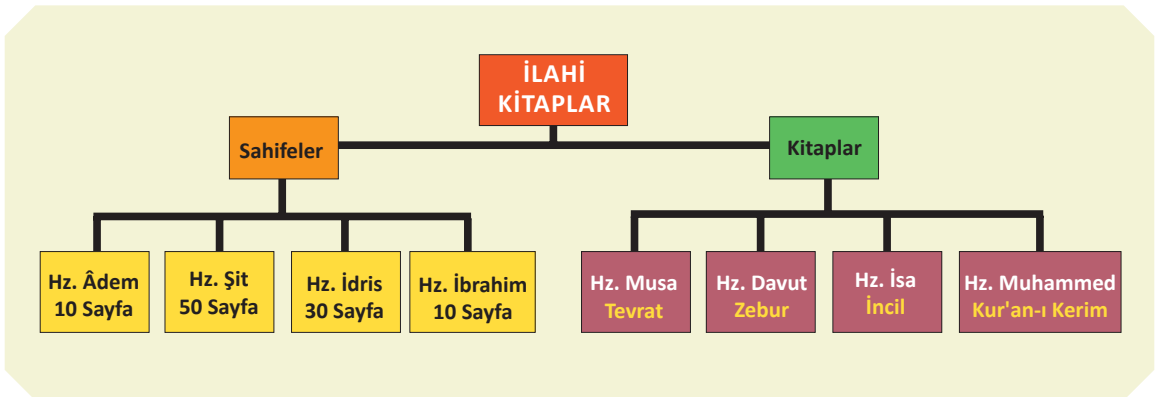 İLAHİ
KİTAPLAR
Sahifeler
Kitaplar
Hz. Âdem
10 Sayfa
Hz. Şit
50 Sayfa
Hz. İdris
30 Sayfa
Hz. İbrahim
10 Sayfa
Hz. Musa
Tevrat
Hz. Davut
Zebur
Hz. İsa
İncil
Hz. Muhammed
Kur'an-ı Kerim